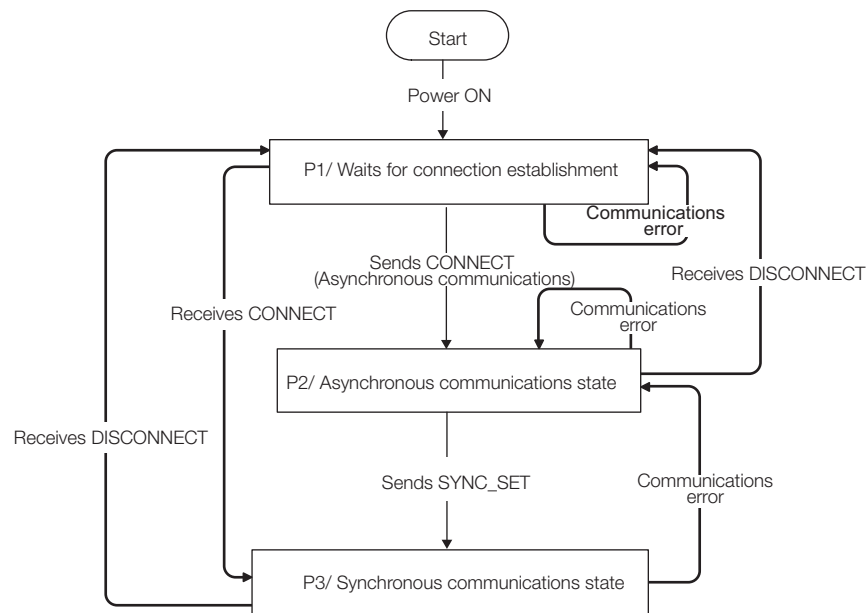 Start
Power ON
P1/ Waits for connection establishment
Communications
error
Sends CONNECT
(Asynchronous communications)
Receives DISCONNECT
Receives CONNECT
Communications
error
P2/ Asynchronous communications state
Receives DISCONNECT
Sends SYNC_SET
Communications
error
P3/ Synchronous communications state